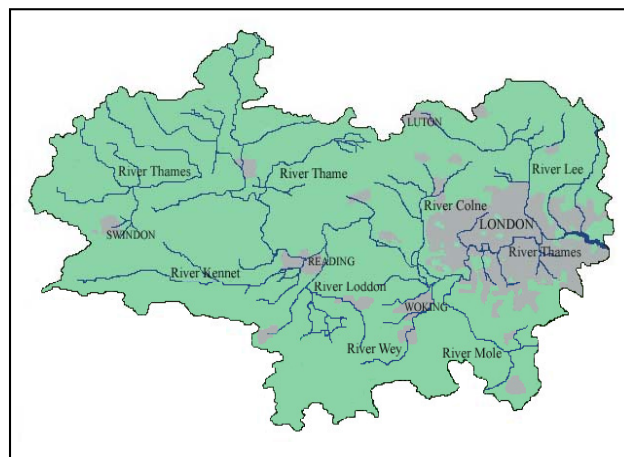 LUTON
River Thames
River Thame
River Lee
River Colne
LONDON
SWINDON
River Thames
READING
River Kennet
River Loddon
WOKING
River Wey
River Mole